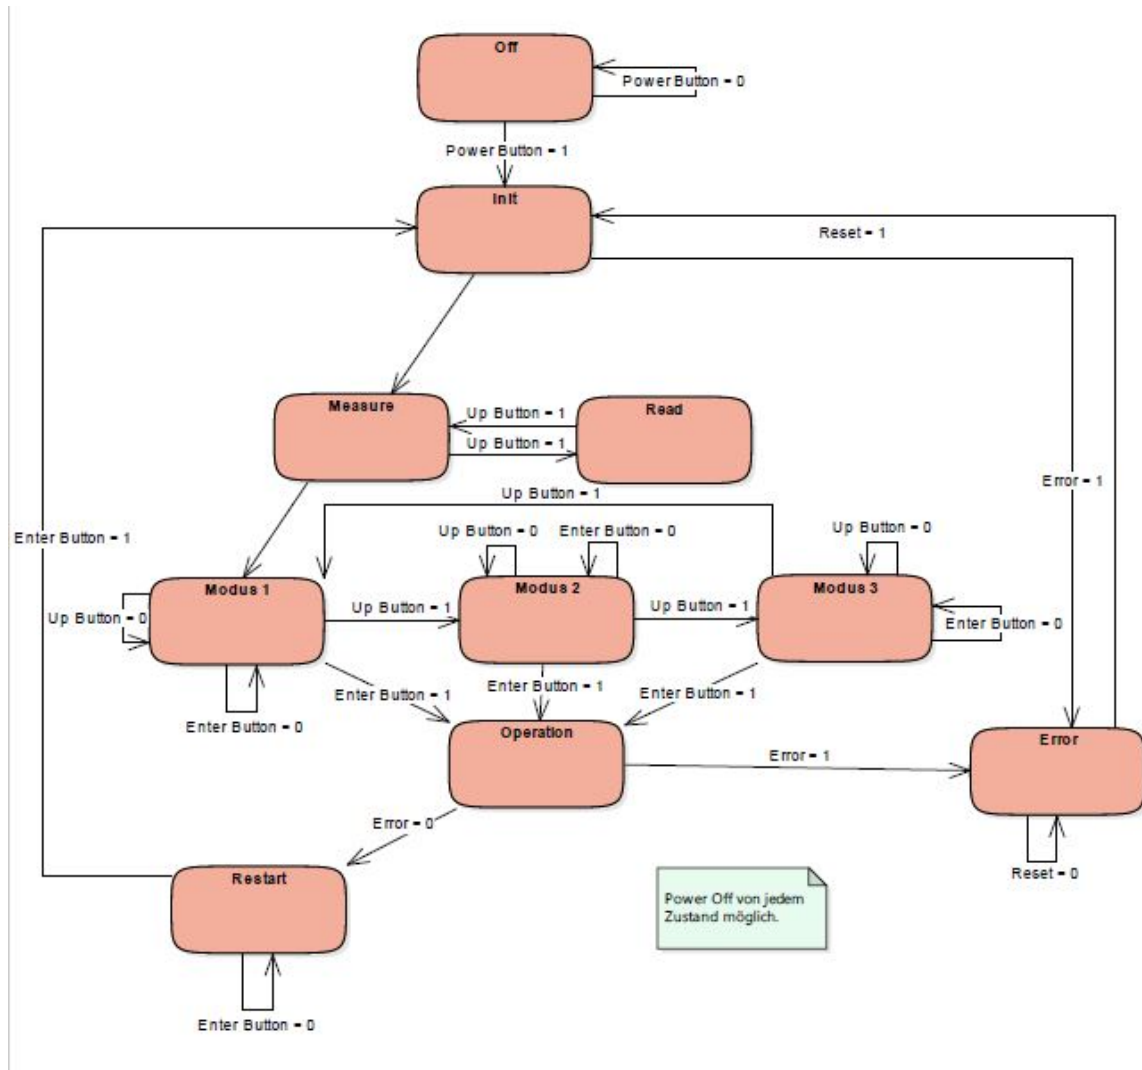 Off
Power Button = 0
Power Button = 1
Init
Reset = 1
Measure
Read
Up Button = 1
Up Button = 1
Error = 1
Up Button = 1
Enter Button = 1
Up Button = 0
Enter Button = 0
Up Button = 0
Modus 1
Modus 2
Modus 3
Up Button = 0
Up Button = 1
Up Button = 1
Enter Button = 0
Enter Button = 1
Enter Button = 1
Enter Button = 1
Enter Button = 0
Operation
Error
Error = 1
Error = 0
Restart
Reset = 0
Power Off von jedem
Zustand möglich.
Enter Button = 0